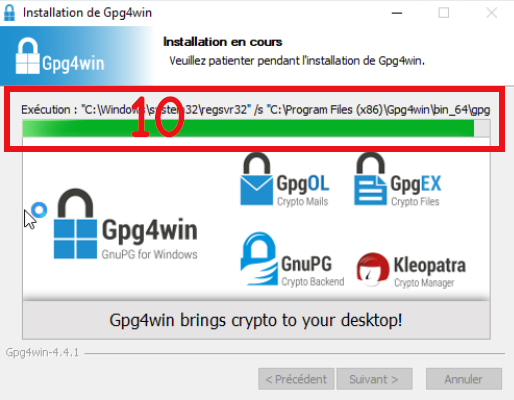 Installation de Gpg4win
Gpg4win
Installation en cours
Veuillez patienter pendant l'installation de Gpg4win.
Exécution : "C:\Windows\system32\regsvr32" /s "C:\Program Files (x86)\Gpg4win\bin_64\gpg
10
Gpg4win
GnuPG for Windows
GpgOL
Crypto Mails
GpgEX
Crypto Files
GnuPG
Crypto Backend
Kleopatra
Crypto Manager
Gpg4win brings crypto to your desktop!
Gpg4win-4.4.1
< Précédent
Suivant >
Annuler